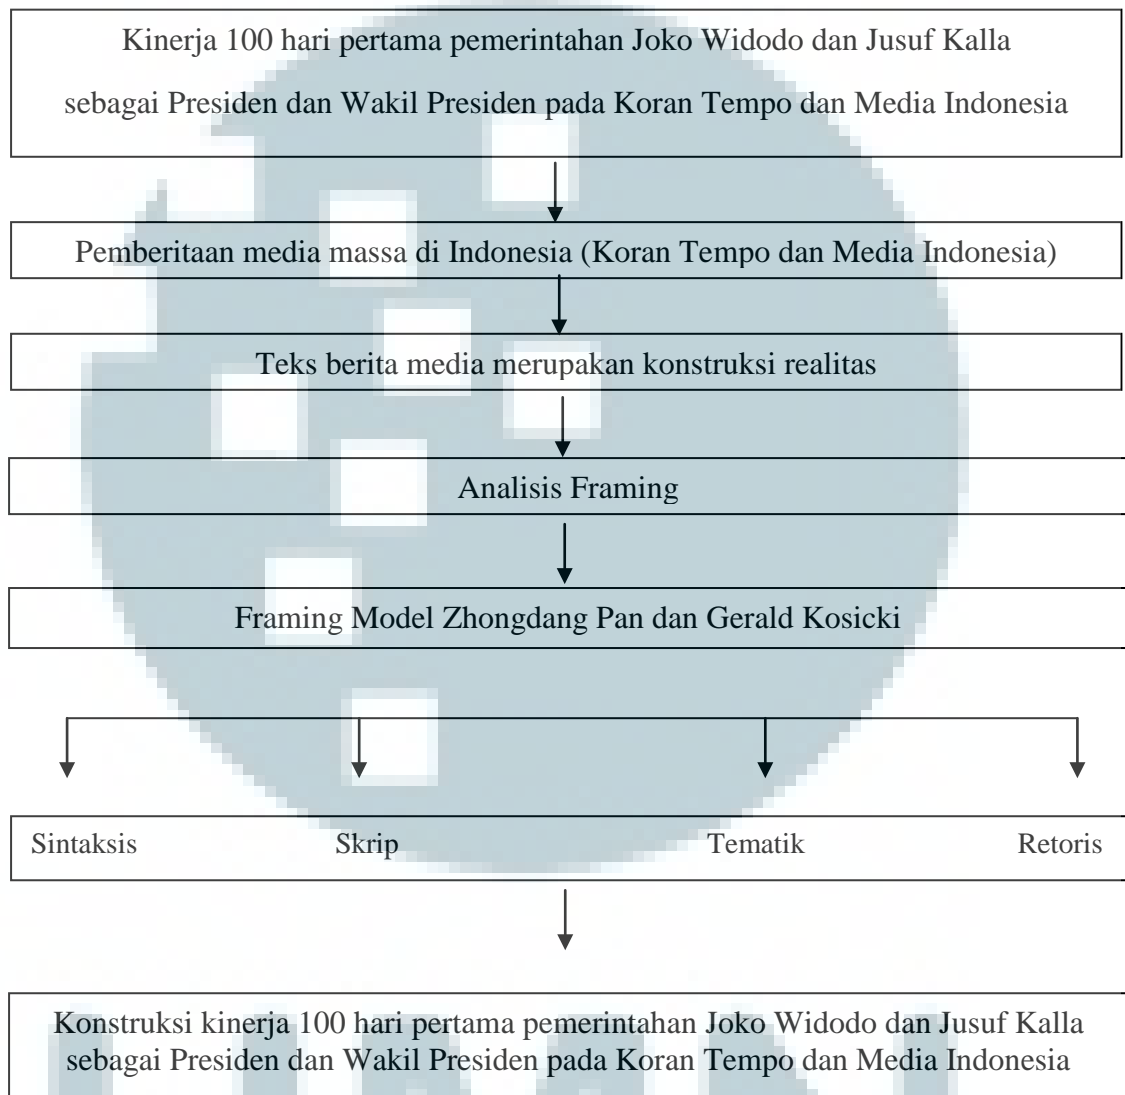 Kinerja 100 hari pertama pemerintahan Joko Widodo dan Jusuf Kalla
sebagai Presiden dan Wakil Presiden pada Koran Tempo dan Media Indonesia
Pemberitaan media massa di Indonesia (Koran Tempo dan Media Indonesia)
Teks berita media merupakan konstruksi realitas
Analisis Framing
Framing Model Zhongdang Pan dan Gerald Kosicki
Sintaksis Skrip Tematik Retoris
Konstruksi kinerja 100 hari pertama pemerintahan Joko Widodo dan Jusuf Kalla
sebagai Presiden dan Wakil Presiden pada Koran Tempo dan Media Indonesia